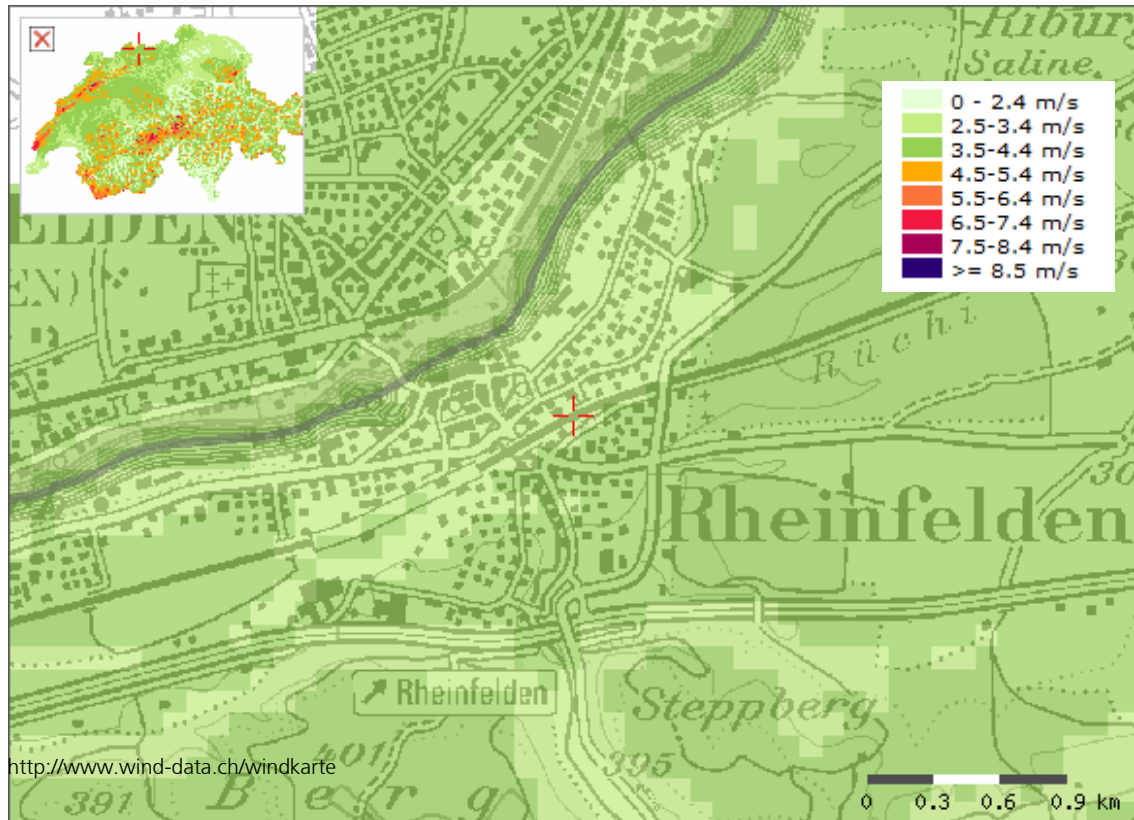 Riburg
Saline
0 - 2.4 m/s
2.5-3.4 m/s
3.5-4.4 m/s
4.5-5.4 m/s
5.5-6.4 m/s
6.5-7.4 m/s
7.5-8.4 m/s
>= 8.5 m/s
ELDEN
EN)
Rüchi
Rheinfelden
Rheinfelden
Steppberg
401
395
http://www.wind-data.ch/windkarte
391
Berg
0 0.3 0.6 0.9 km